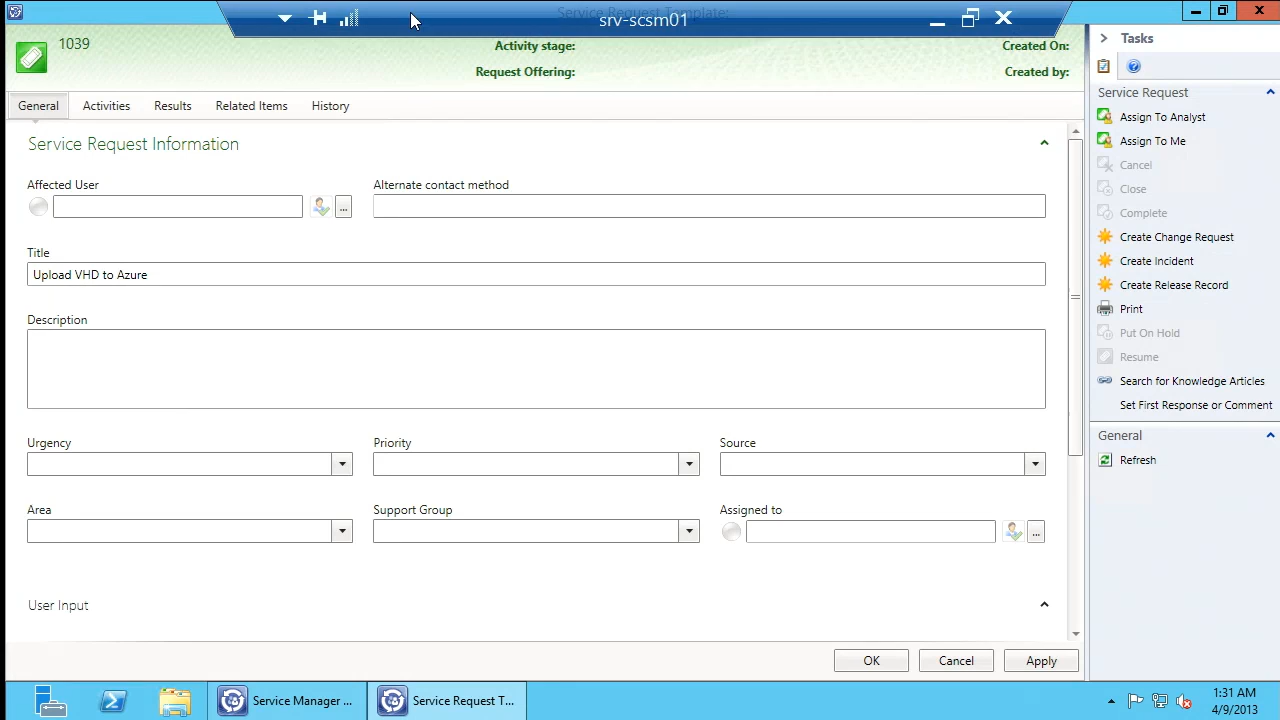 Service Request Template:
srv-scsm01
1039
Activity stage:
Created On:
Request Offering:
Created by:
General
Activities
Results
Related Items
History
Service Request Information
Affected User
Alternate contact method
...
Title
Upload VHD to Azure
Description
Urgency
Priority
Source
Area
Support Group
Assigned to
...
User Input
OK
Cancel
Apply
Tasks
Service Request
Assign To Analyst
Assign To Me
Cancel
Close
Complete
Create Change Request
Create Incident
Create Release Record
Print
Put On Hold
Resume
Search for Knowledge Articles
Set First Response or Comment
General
Refresh
Service Manager ...
Service Request T...
1:31 AM
4/9/2013